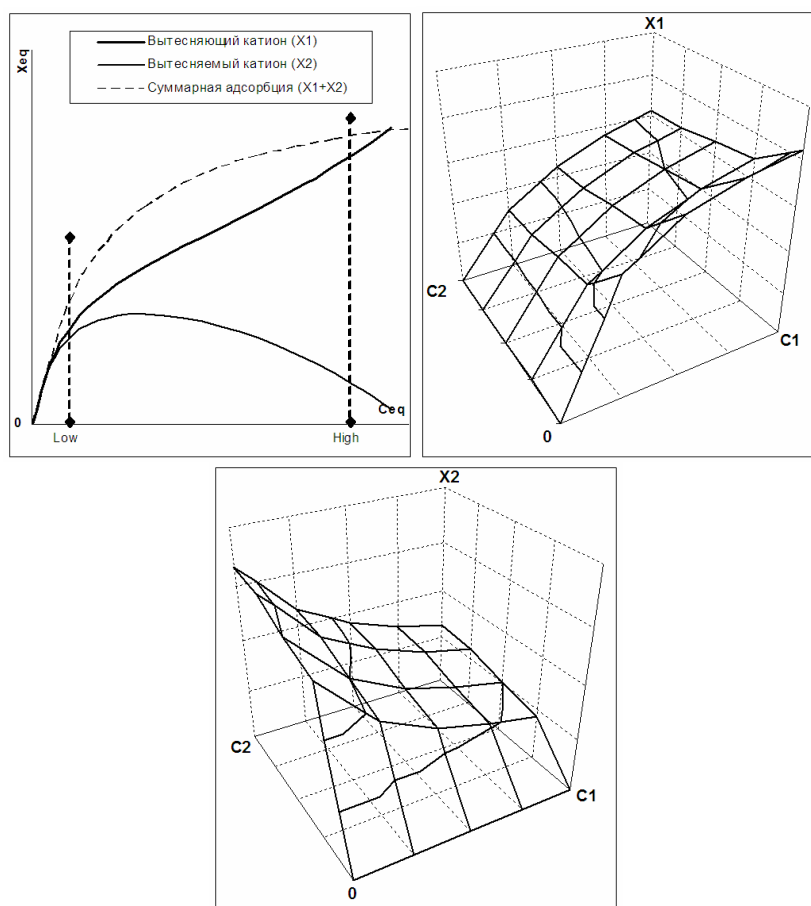 Xeq
Вытесняющий катион (X1)
Вытесняемый катион (X2)
Суммарная адсорбция (X1+X2)
0
Ceq
Low
High
X1
C2
C1
0
X2
C2
C1
0